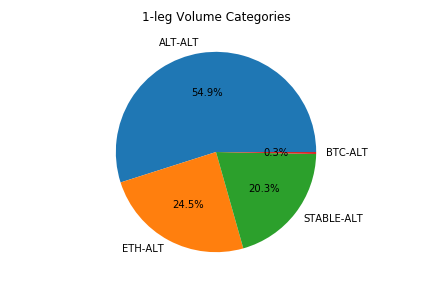 1-leg Volume Categories
ALT-ALT
54.9%
0.3%
BTC-ALT
20.3%
24.5%
STABLE-ALT
ETH-ALT